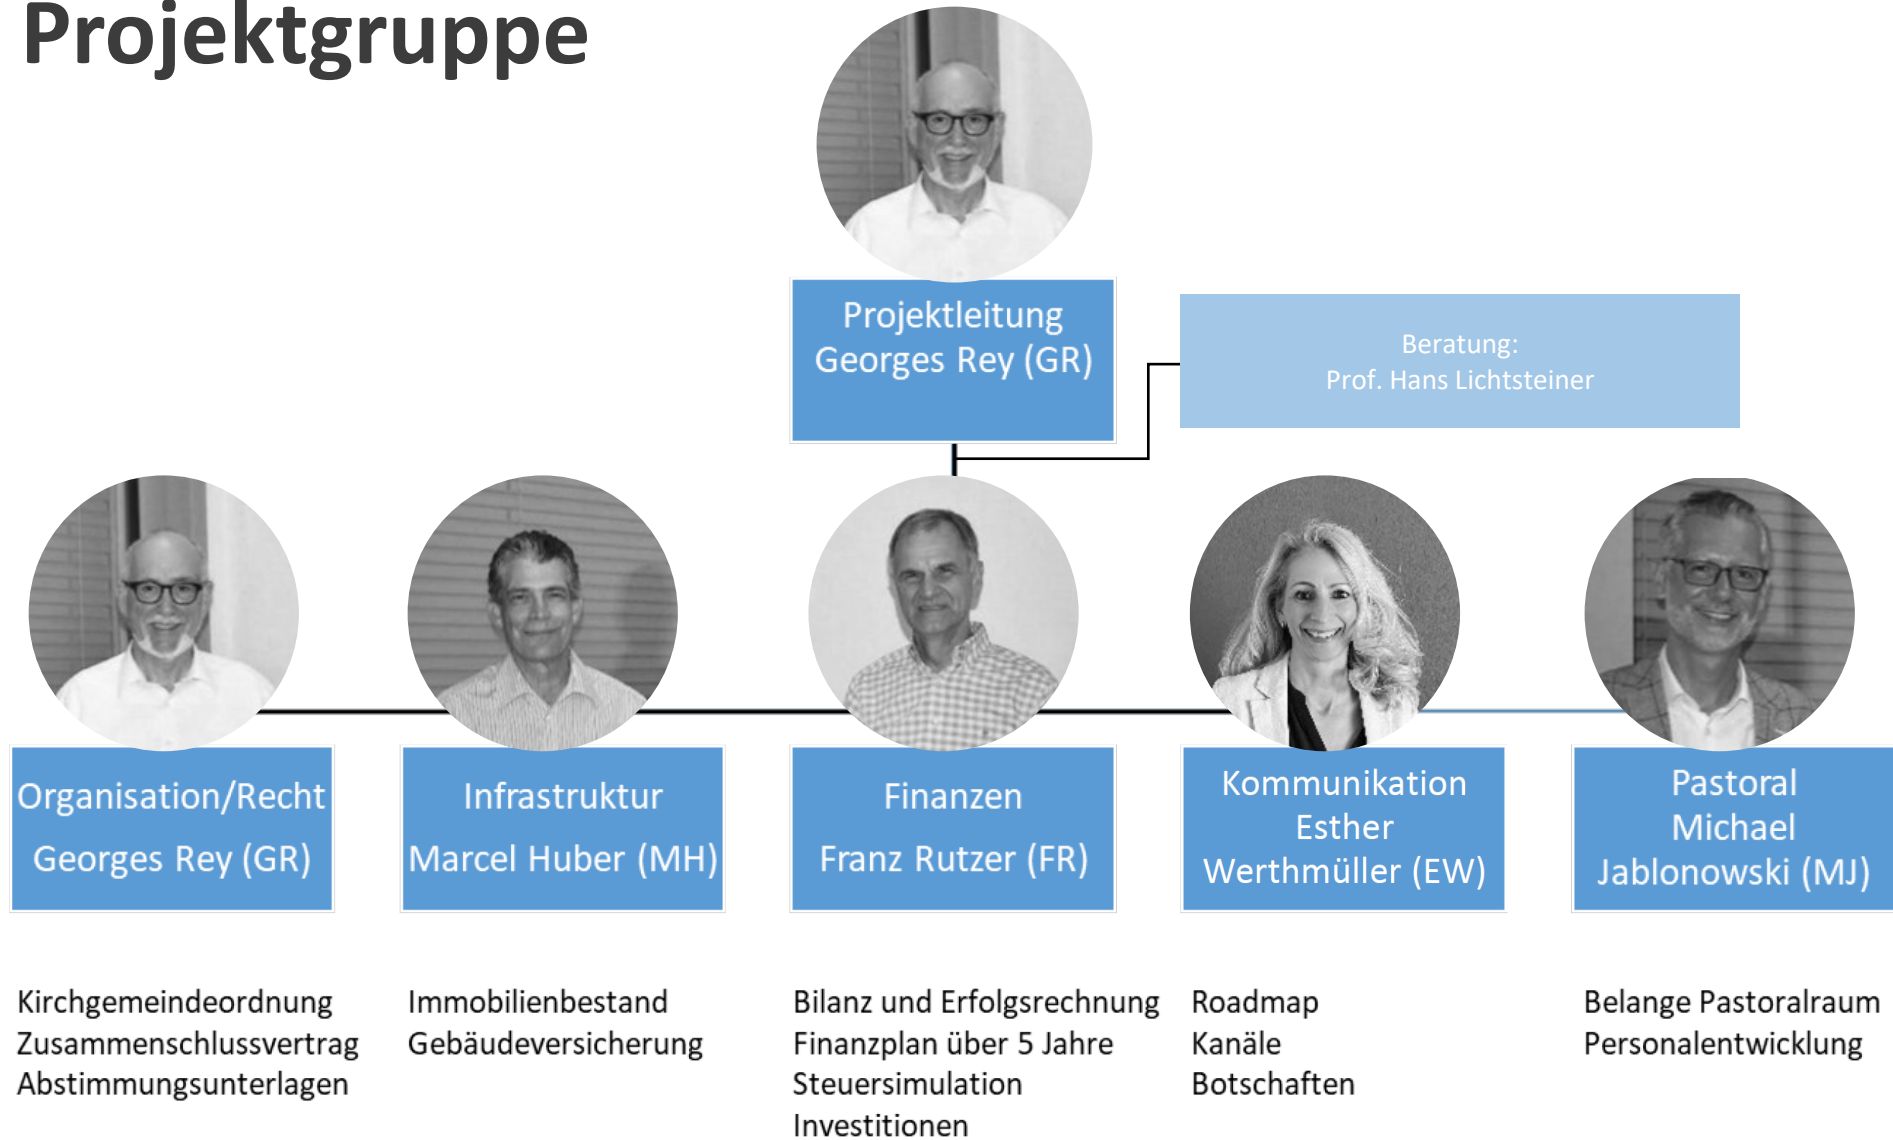 Projektgruppe
Projektleitung
Georges Rey (GR)
Beratung:
Prof. Hans Lichtsteiner
Organisation/Recht
Georges Rey (GR)
Infrastruktur
Marcel Huber (MH)
Finanzen
Franz Rutzer (FR)
Kommunikation
Esther
Werthmüller (EW)
Pastoral
Michael
Jablonowski (MJ)
Kirchgemeindeordnung
Zusammenschlussvertrag
Abstimmungsunterlagen
Immobilienbestand
Gebäudeversicherung
Bilanz und Erfolgsrechnung
Finanzplan über 5 Jahre
Steuersimulation
Investitionen
Roadmap
Kanäle
Botschaften
Belange Pastoralraum
Personalentwicklung